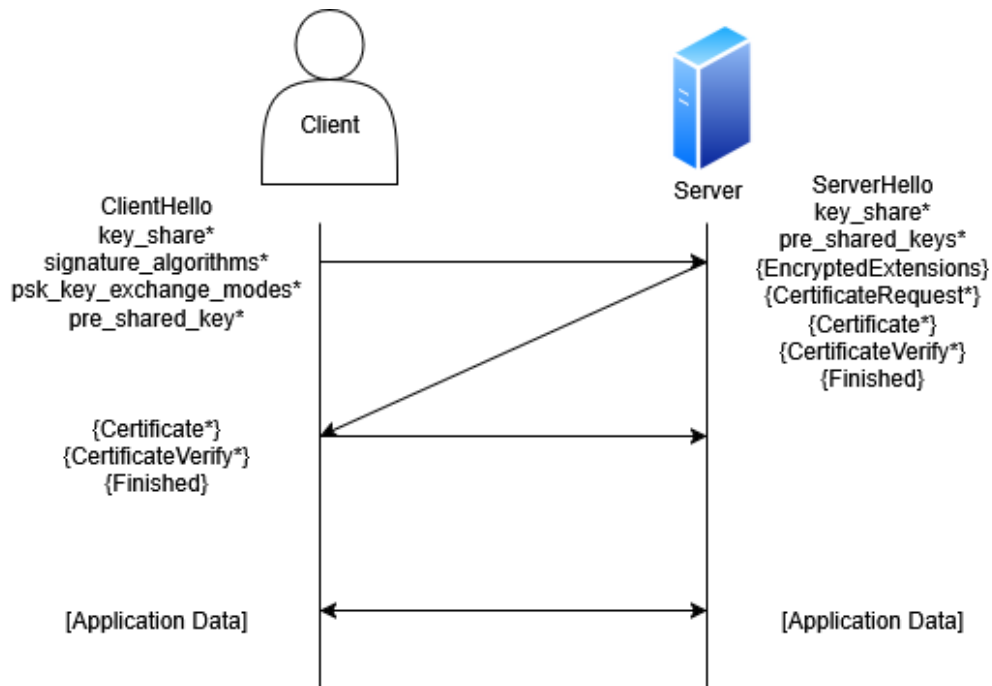 Client
Server
ClientHello
key_share*
signature_algorithms*
psk_key_exchange_modes*
pre_shared_key*
ServerHello
key_share*
pre_shared_keys*
{EncryptedExtensions}
{CertificateRequest*}
{Certificate*}
{CertificateVerify*}
{Finished}
{Certificate*}
{CertificateVerify*}
{Finished}
[Application Data]
[Application Data]